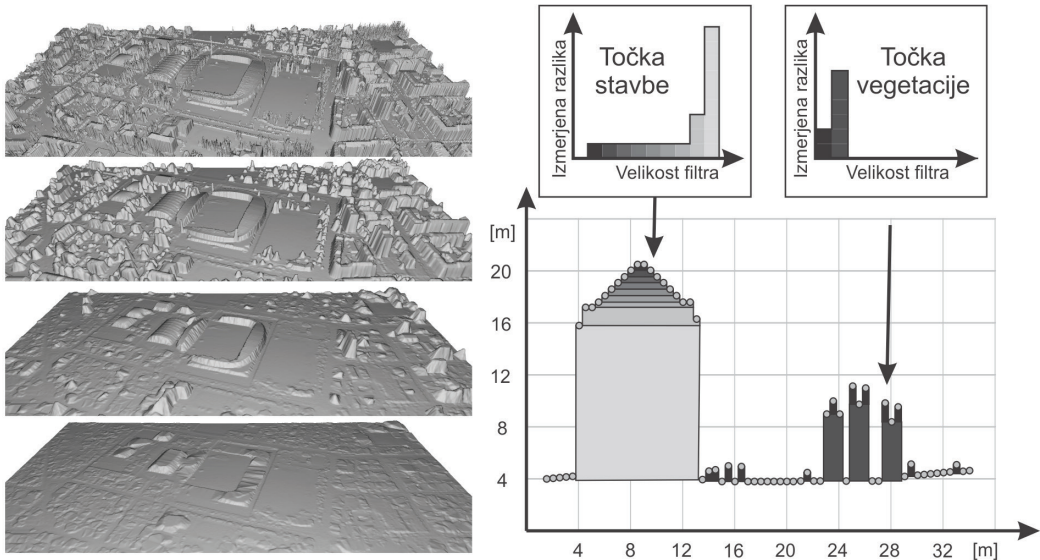 Izmerjena razlika
Točka
stavbe
Velikost filtra
Izmerjena razlika
Točka
vegetacije
Velikost filtra
[m]
20
16
12
8
4
4 8 12 16 20 24 28 32 [m]